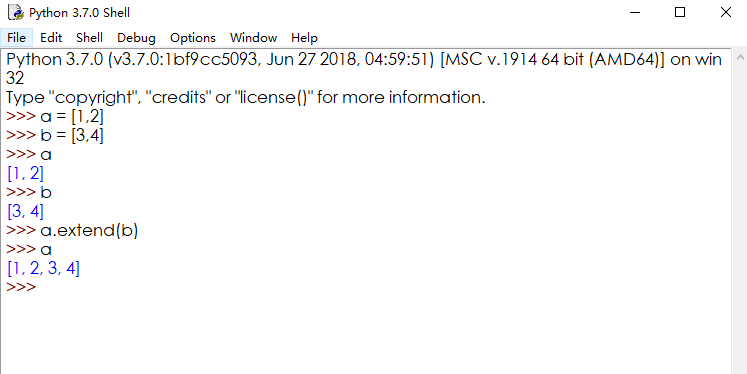 Python 3.7.0 Shell
File Edit Shell Debug Options Window Help
Python 3.7.0 (v3.7.0:1bf9cc5093, Jun 27 2018, 04:59:51) [MSC v.1914 64 bit (AMD64)] on win
32
Type "copyright", "credits" or "license()" for more information.
>>> a = [1,2]
>>> b = [3,4]
>>> a
[1, 2]
>>> b
[3, 4]
>>> a.extend(b)
>>> a
[1, 2, 3, 4]
>>>